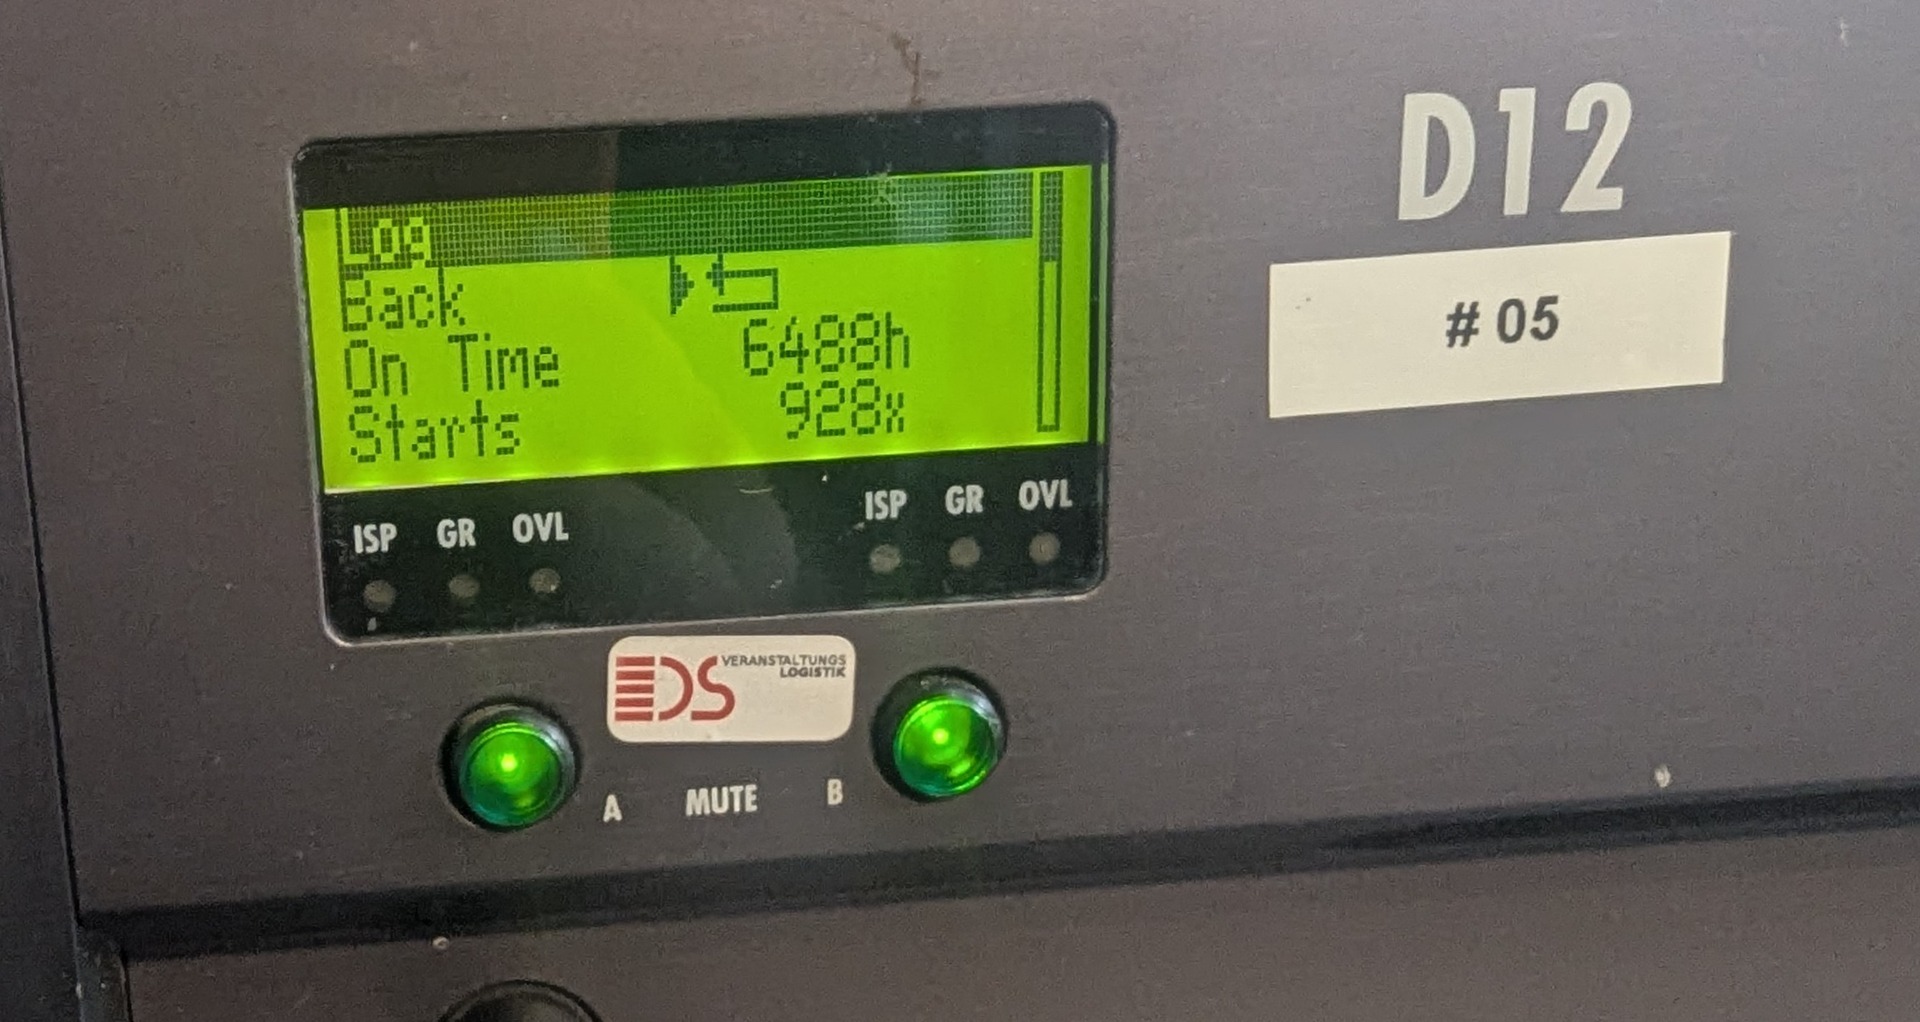 Log
Back
On Time 6488h
Starts 928x
ISP GR OVL ISP GR OVL
DS VERANSTALTUNGS
LOGISTIK
A MUTE B
D12
# 05